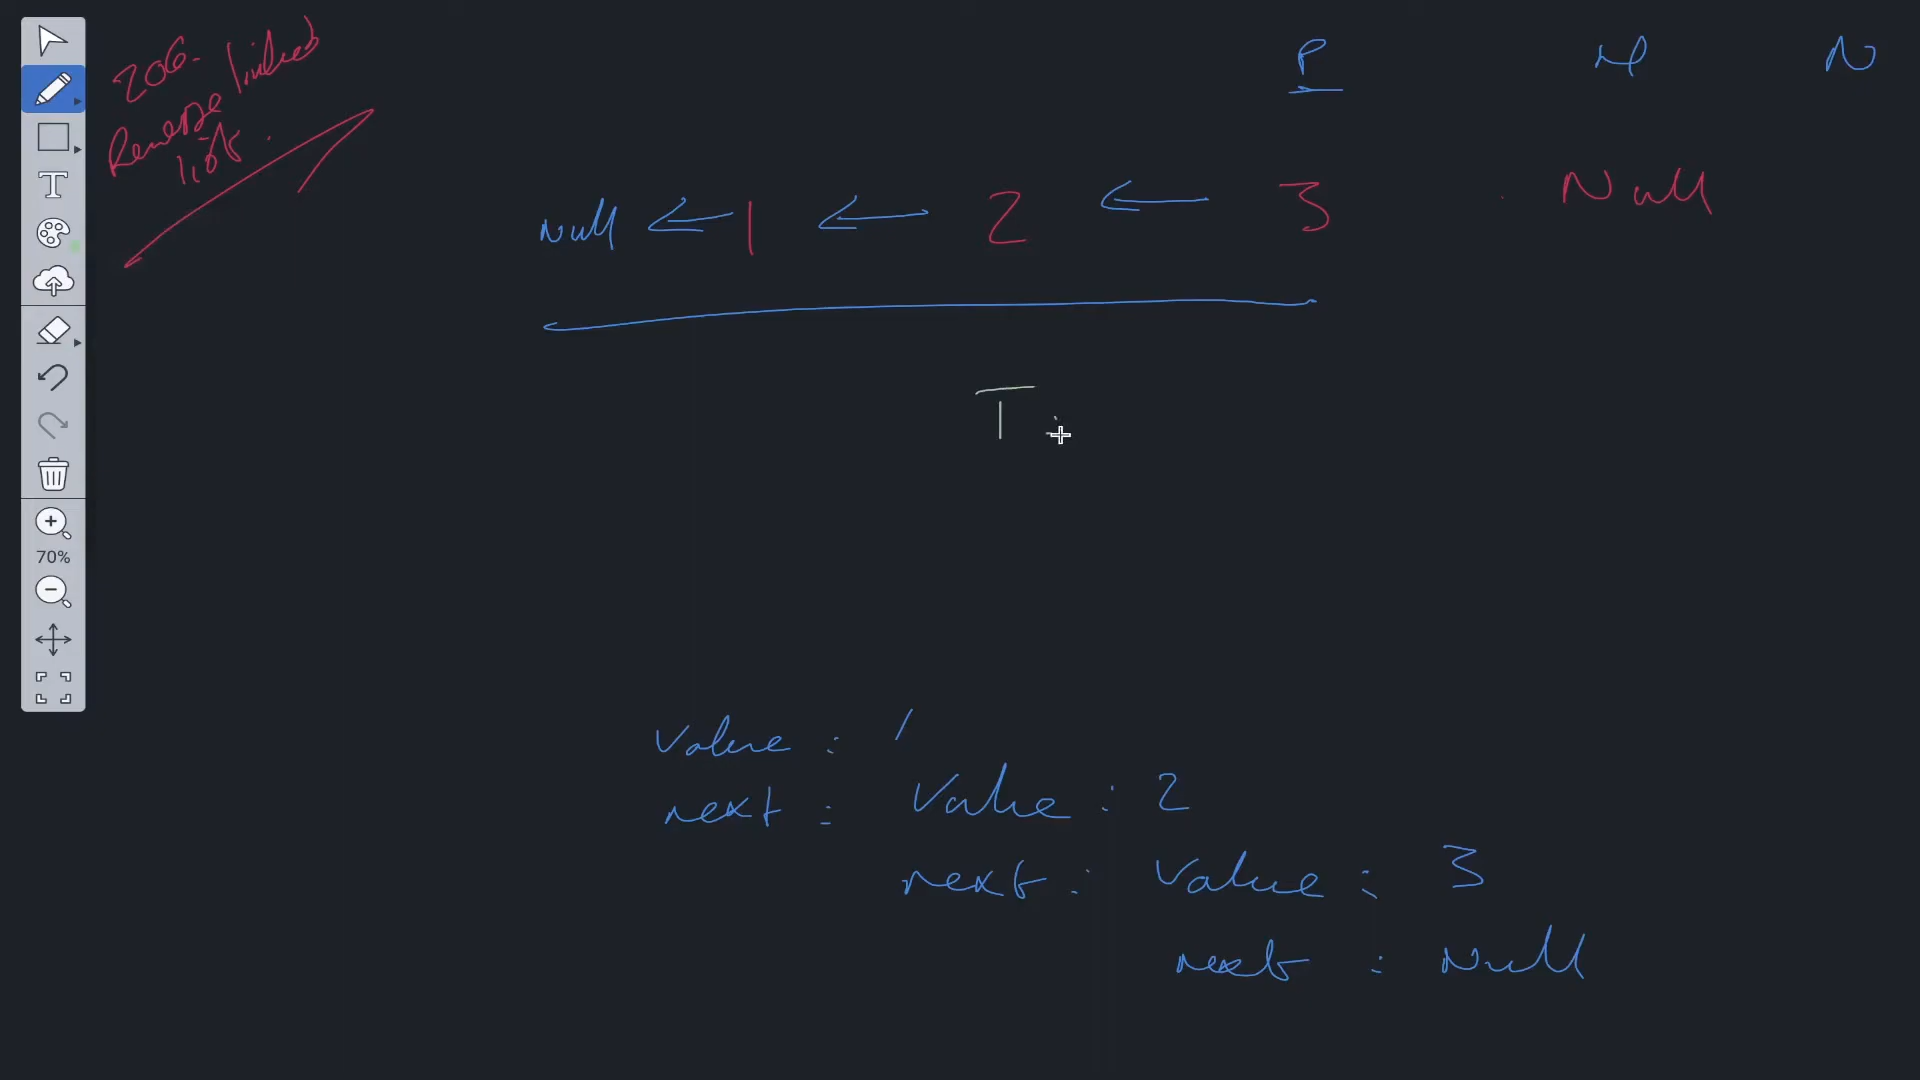 206.
Reverse linked
list.
P H N
Null ← 1 ← 2 ← 3 Null
T :
Value : 1
next : Value : 2
next : Value : 3
next : Null
T
70%